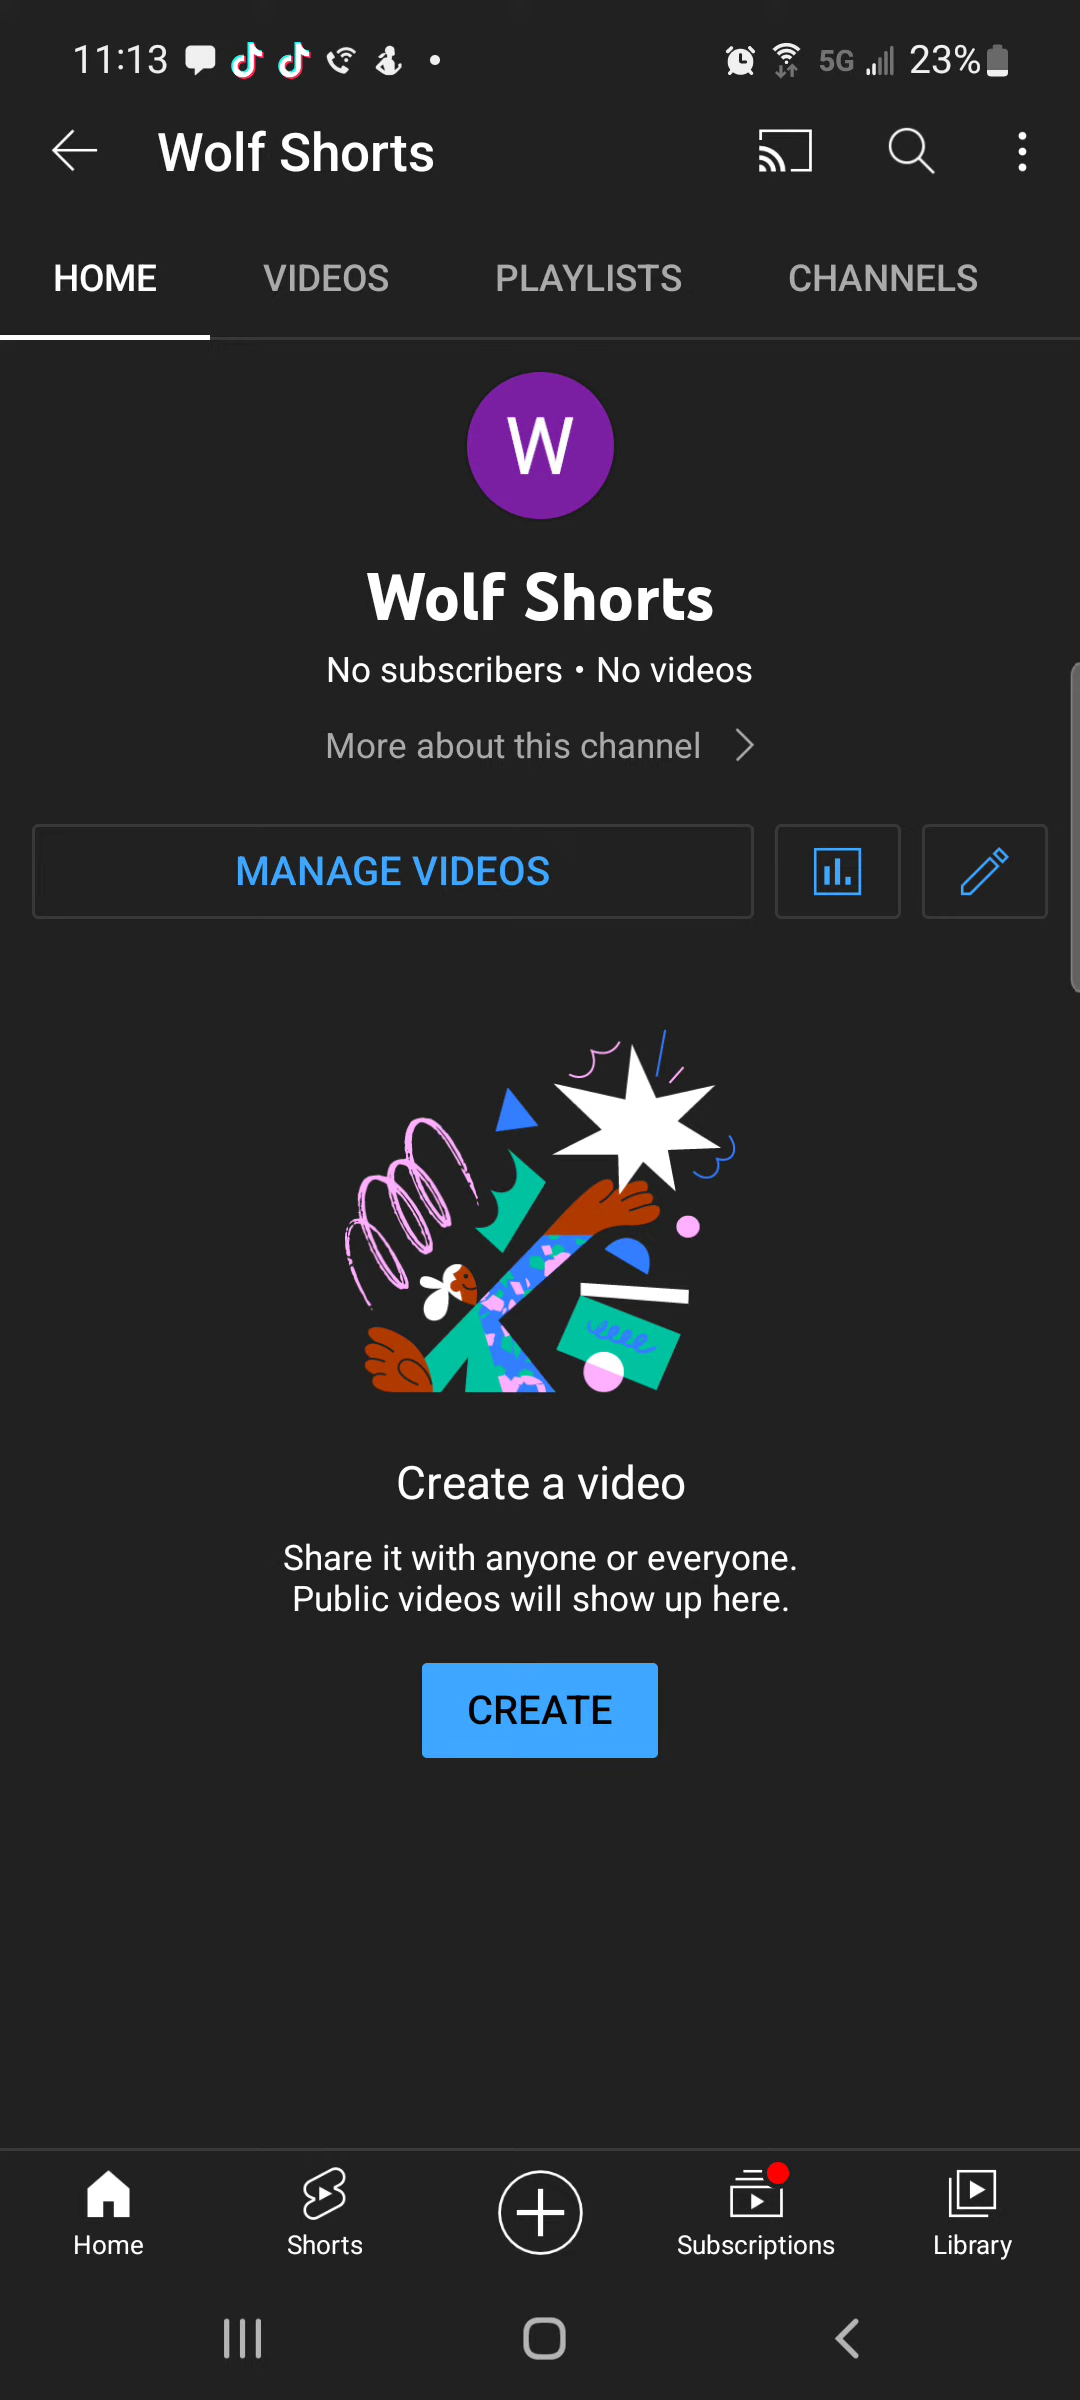 11:13
5G 23%
Wolf Shorts
HOME VIDEOS PLAYLISTS CHANNELS
W
Wolf Shorts
No subscribers • No videos
More about this channel
MANAGE VIDEOS
Create a video
Share it with anyone or everyone.
Public videos will show up here.
CREATE
Home Shorts Subscriptions Library